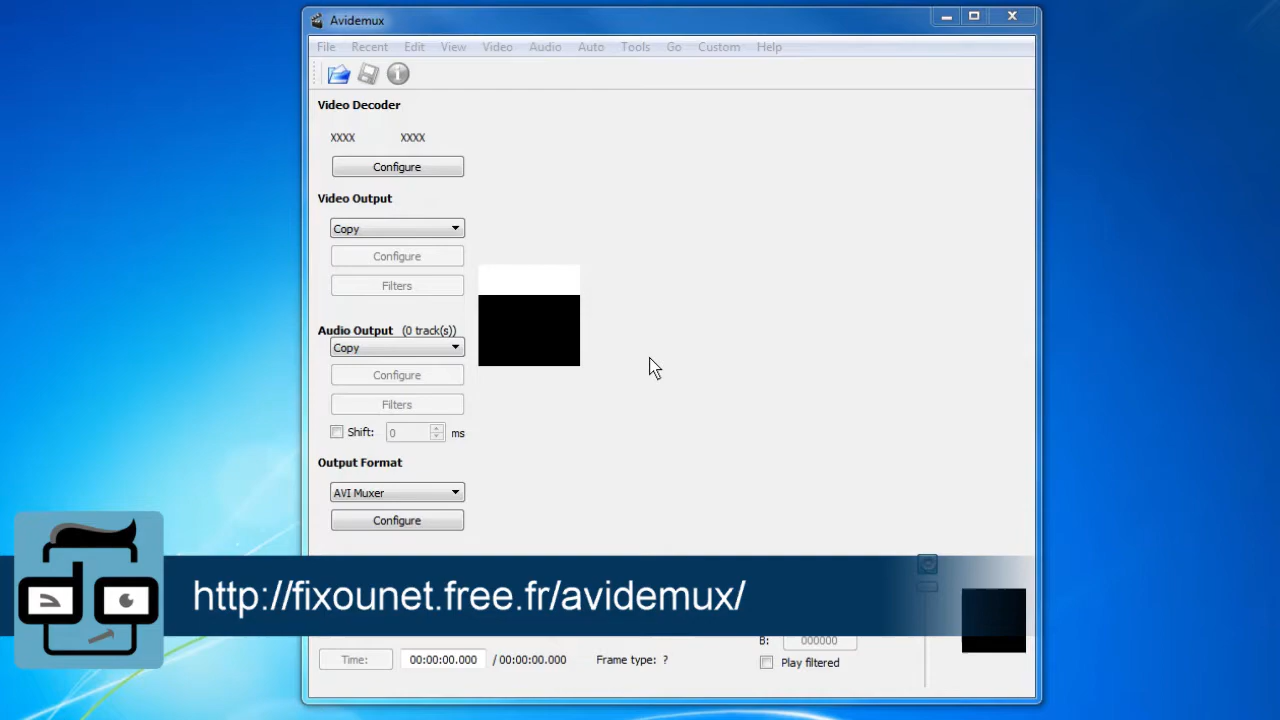 Avidemux
File Recent Edit View Video Audio Auto Tools Go Custom Help
Video Decoder
XXXX XXXX
Configure
Video Output
Copy
Configure
Filters
Audio Output (0 track(s))
Copy
Configure
Filters
Shift: 0 ms
Output Format
AVI Muxer
Configure
http://fixounet.free.fr/avidemux/
B: 000000
Time: 00:00:00.000 / 00:00:00.000 Frame type: ? Play filtered